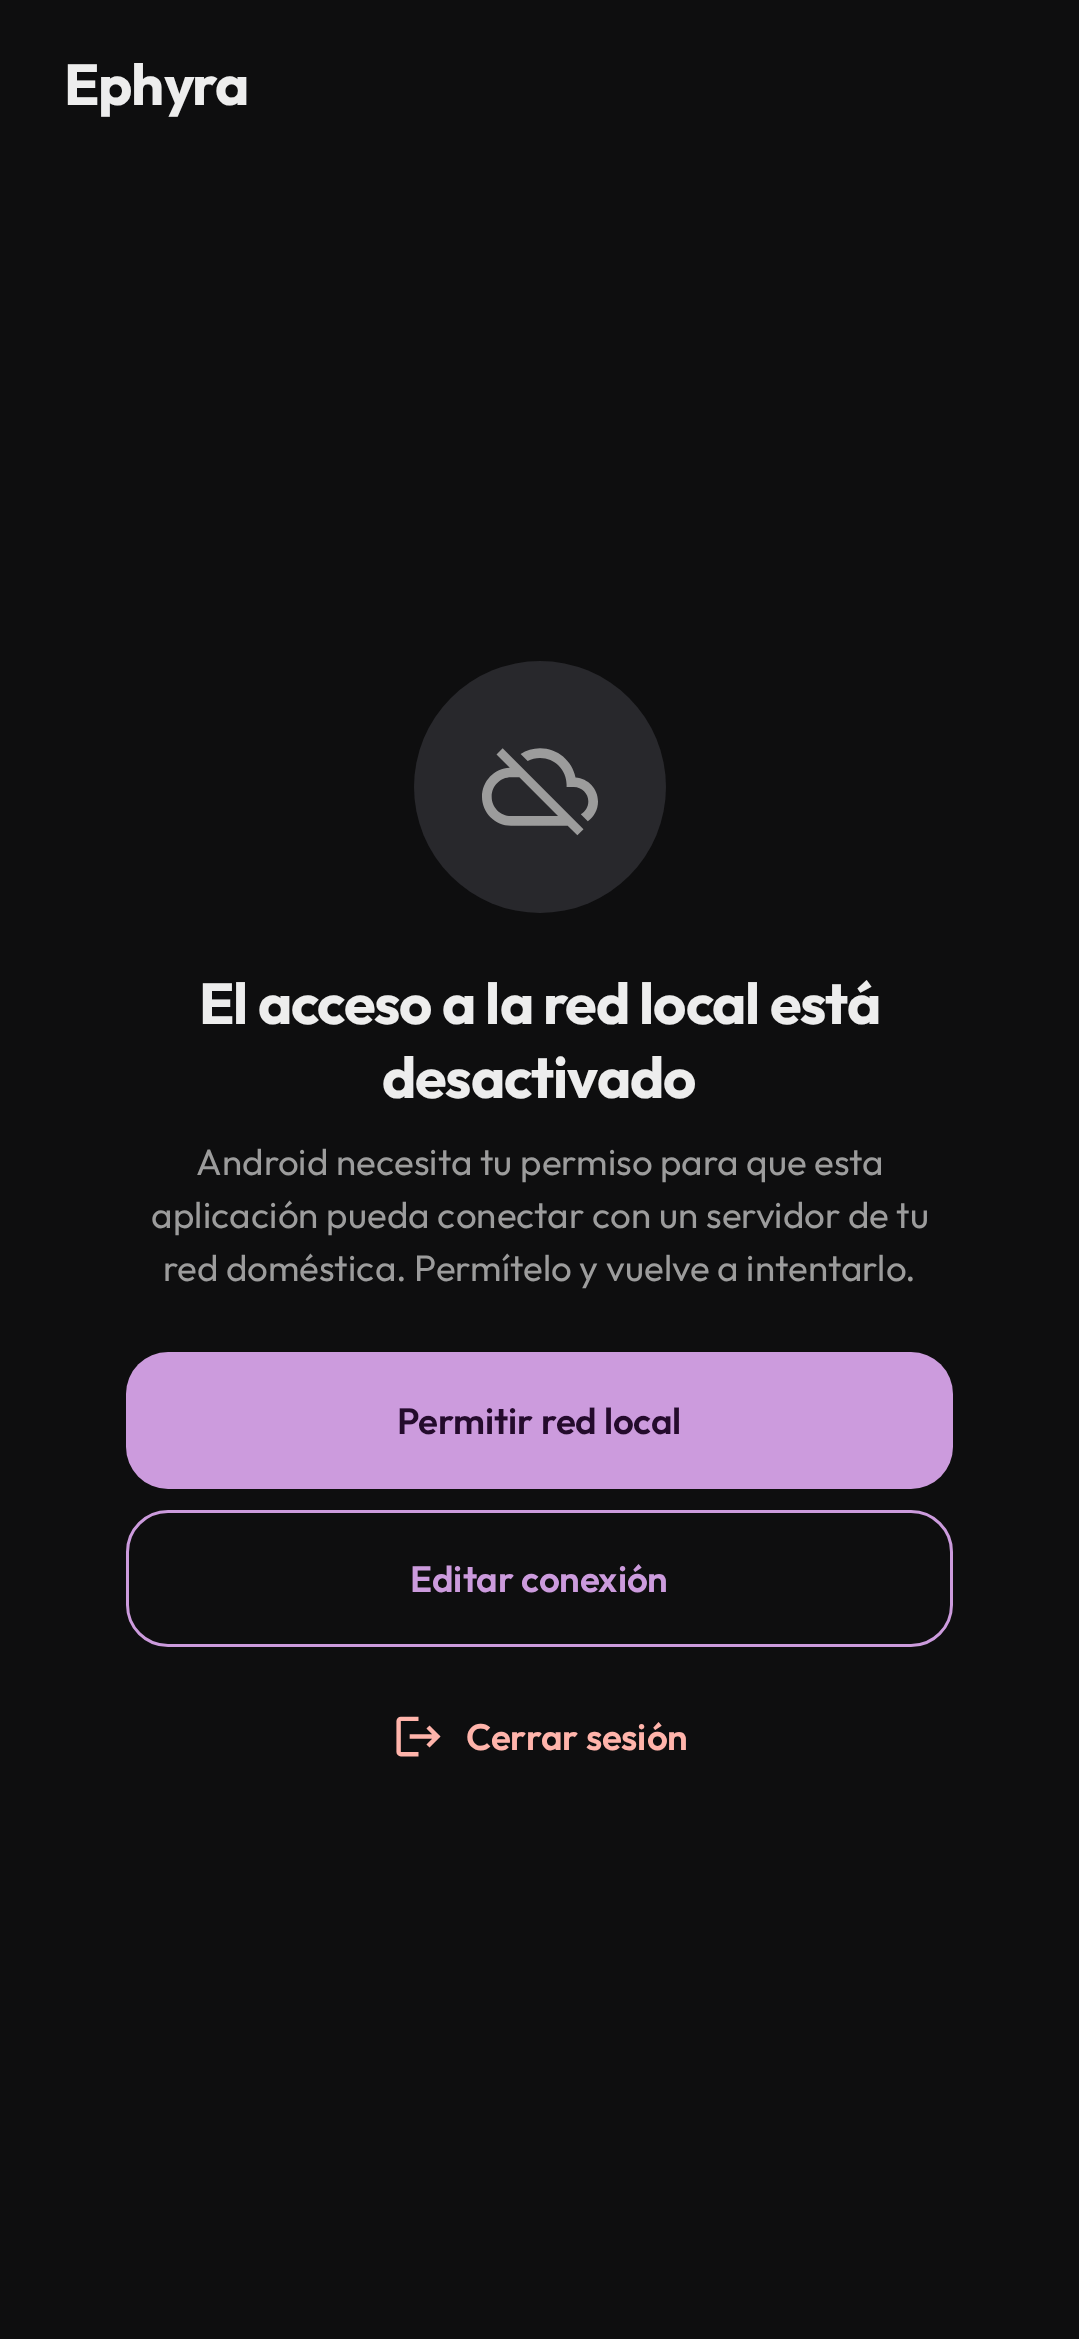 Ephyra
El acceso a la red local está
desactivado
Android necesita tu permiso para que esta
aplicación pueda conectar con un servidor de tu
red doméstica. Permítelo y vuelve a intentarlo.
Permitir red local
Editar conexión
Cerrar sesión